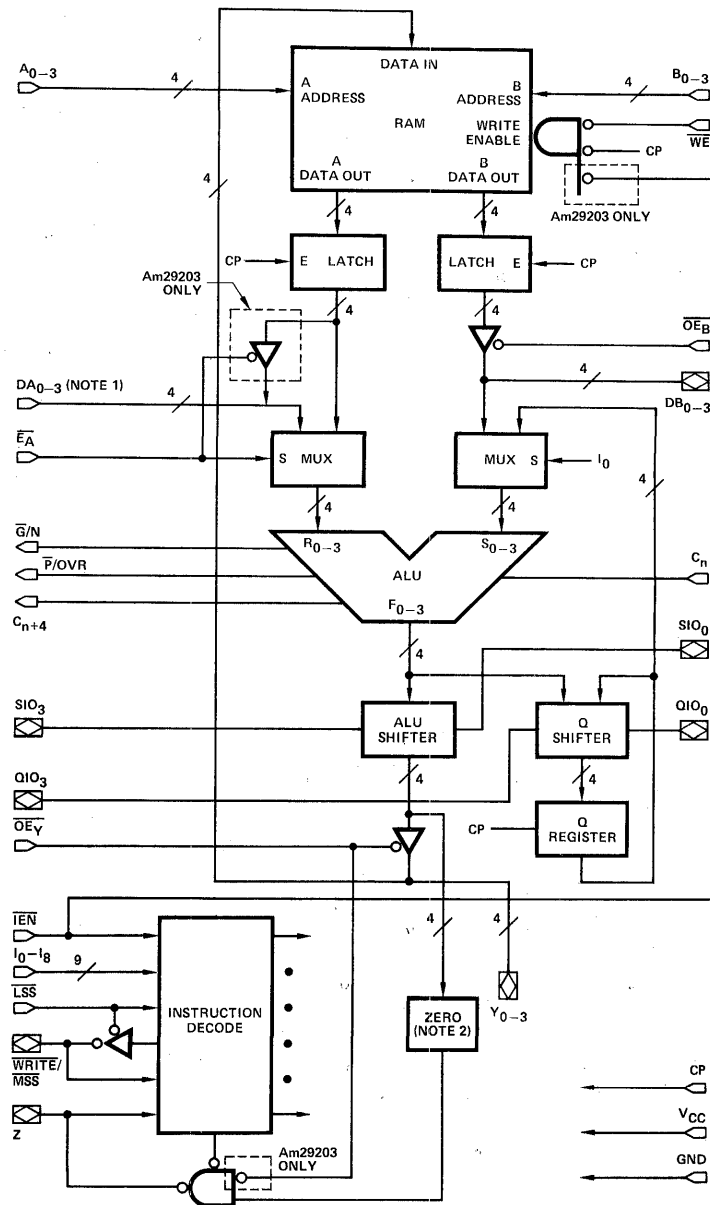 DATA IN
A0–3
4
A
ADDRESS
B
ADDRESS
4
B0–3
RAM
WRITE
ENABLE
WE
CP
4
A
DATA OUT
B
DATA OUT
Am29203 ONLY
4
4
CP
E LATCH
LATCH E
CP
Am29203
ONLY
4
4
OEB
DA0–3 (NOTE 1)
4
4
DB0–3
EA
S MUX
MUX S
I0
4
4
4
G/N
R0–3
S0–3
P/OVR
ALU
Cn
Cn+4
F0–3
4
SIO0
SIO3
ALU
SHIFTER
Q
SHIFTER
QIO0
QIO3
4
4
OEY
CP
Q
REGISTER
IEN
4
4
I0–I8
9
LSS
INSTRUCTION
DECODE
ZERO
(NOTE 2)
Y0–3
WRITE/
MSS
CP
Z
VCC
Am29203
ONLY
GND